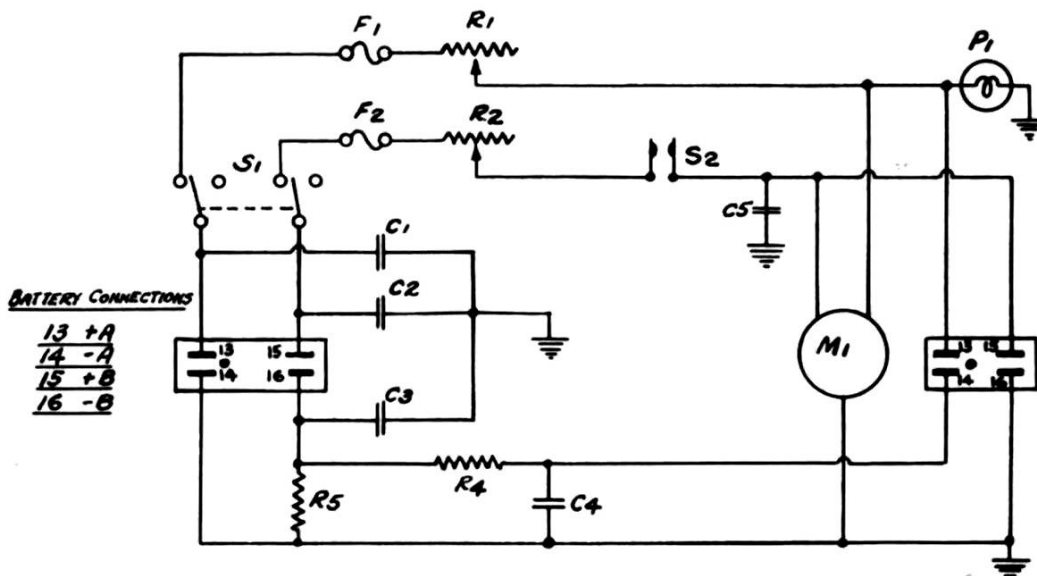 F1
R1
P1
F2
R2
S1
S2
C5
C1
C2
BATTERY CONNECTIONS
13 +A
14 -A
15 +B
16 -B
13 15
14 16
M1
13 15
14 16
C3
R4
R5
C4